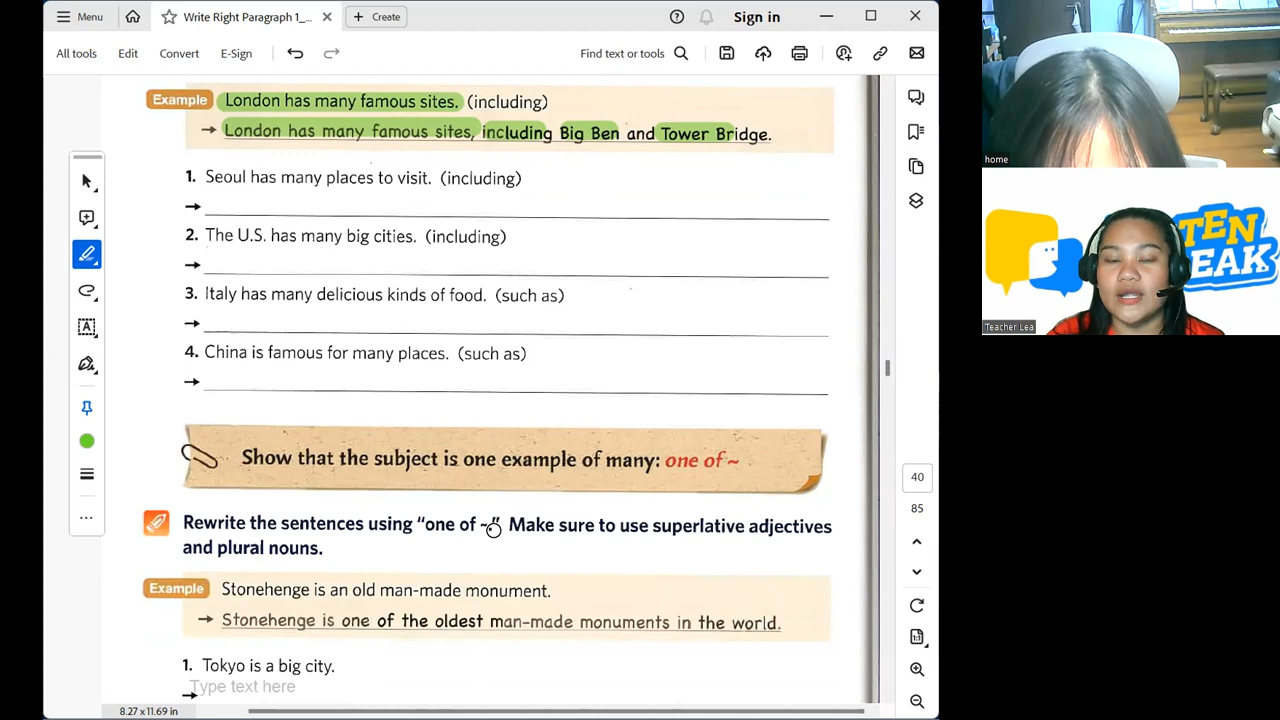 Menu
Write Right Paragraph 1_...
Create
Sign in
All tools
Edit
Convert
E-Sign
Find text or tools
Example London has many famous sites. (including)
→ London has many famous sites, including Big Ben and Tower Bridge.
1. Seoul has many places to visit. (including)
→
2. The U.S. has many big cities. (including)
→
3. Italy has many delicious kinds of food. (such as)
→
4. China is famous for many places. (such as)
→
Show that the subject is one example of many: one of ~
Rewrite the sentences using "one of ~" Make sure to use superlative adjectives
and plural nouns.
Example Stonehenge is an old man-made monument.
→ Stonehenge is one of the oldest man-made monuments in the world.
1. Tokyo is a big city.
→ Type text here
8.27 x 11.69 in
40
85
home
TEN
EAK
Teacher Lea